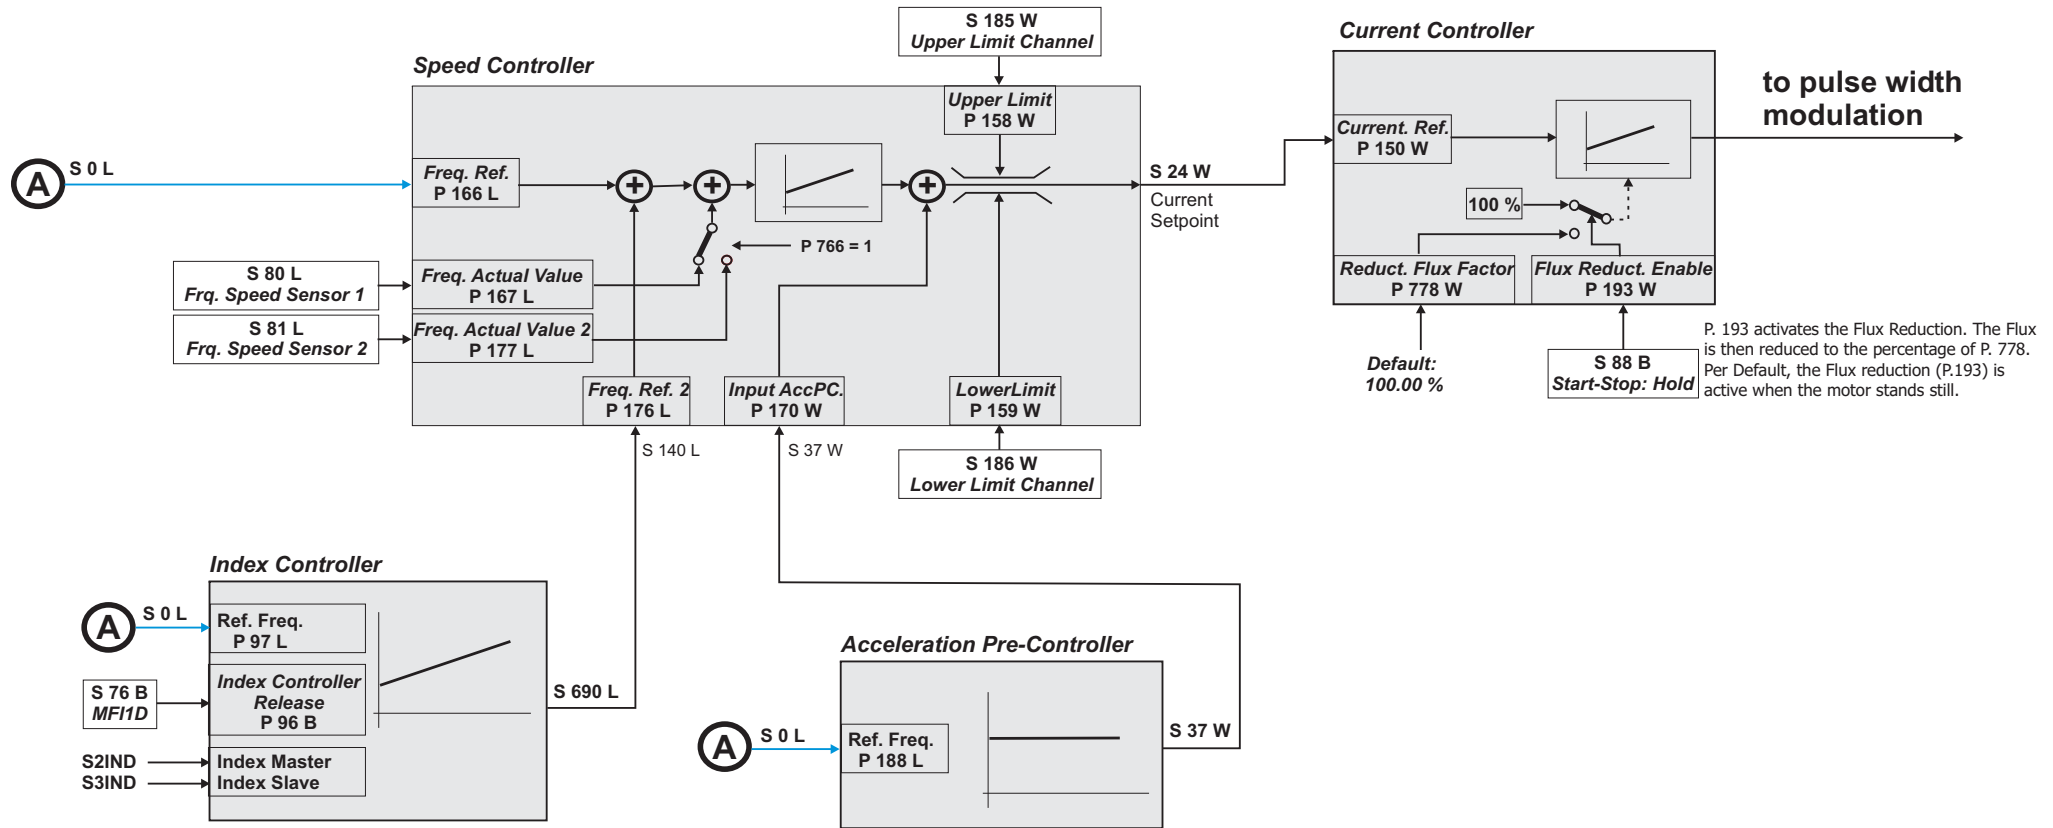 S 185 W
Upper Limit Channel
Current Controller
Speed Controller
to pulse width
modulation
Upper Limit
P 158 W
Current. Ref.
P 150 W
A
S 0 L
Freq. Ref.
P 166 L
+
+
+
S 24 W
Current
Setpoint
100 %
P 766 = 1
S 80 L
Frq. Speed Sensor 1
Freq. Actual Value
P 167 L
Reduct. Flux Factor
P 778 W
Flux Reduct. Enable
P 193 W
S 81 L
Frq. Speed Sensor 2
Freq. Actual Value 2
P 177 L
P. 193 activates the Flux Reduction. The Flux
is then reduced to the percentage of P. 778.
Per Default, the Flux reduction (P.193) is
active when the motor stands still.
Default:
100.00 %
S 88 B
Start-Stop: Hold
Freq. Ref. 2
P 176 L
Input AccPC.
P 170 W
LowerLimit
P 159 W
S 140 L
S 37 W
S 186 W
Lower Limit Channel
Index Controller
A
S 0 L
Ref. Freq.
P 97 L
S 76 B
MFI1D
Index Controller
Release
P 96 B
S 690 L
S2IND
Index Master
S3IND
Index Slave
Acceleration Pre-Controller
A
S 0 L
Ref. Freq.
P 188 L
S 37 W